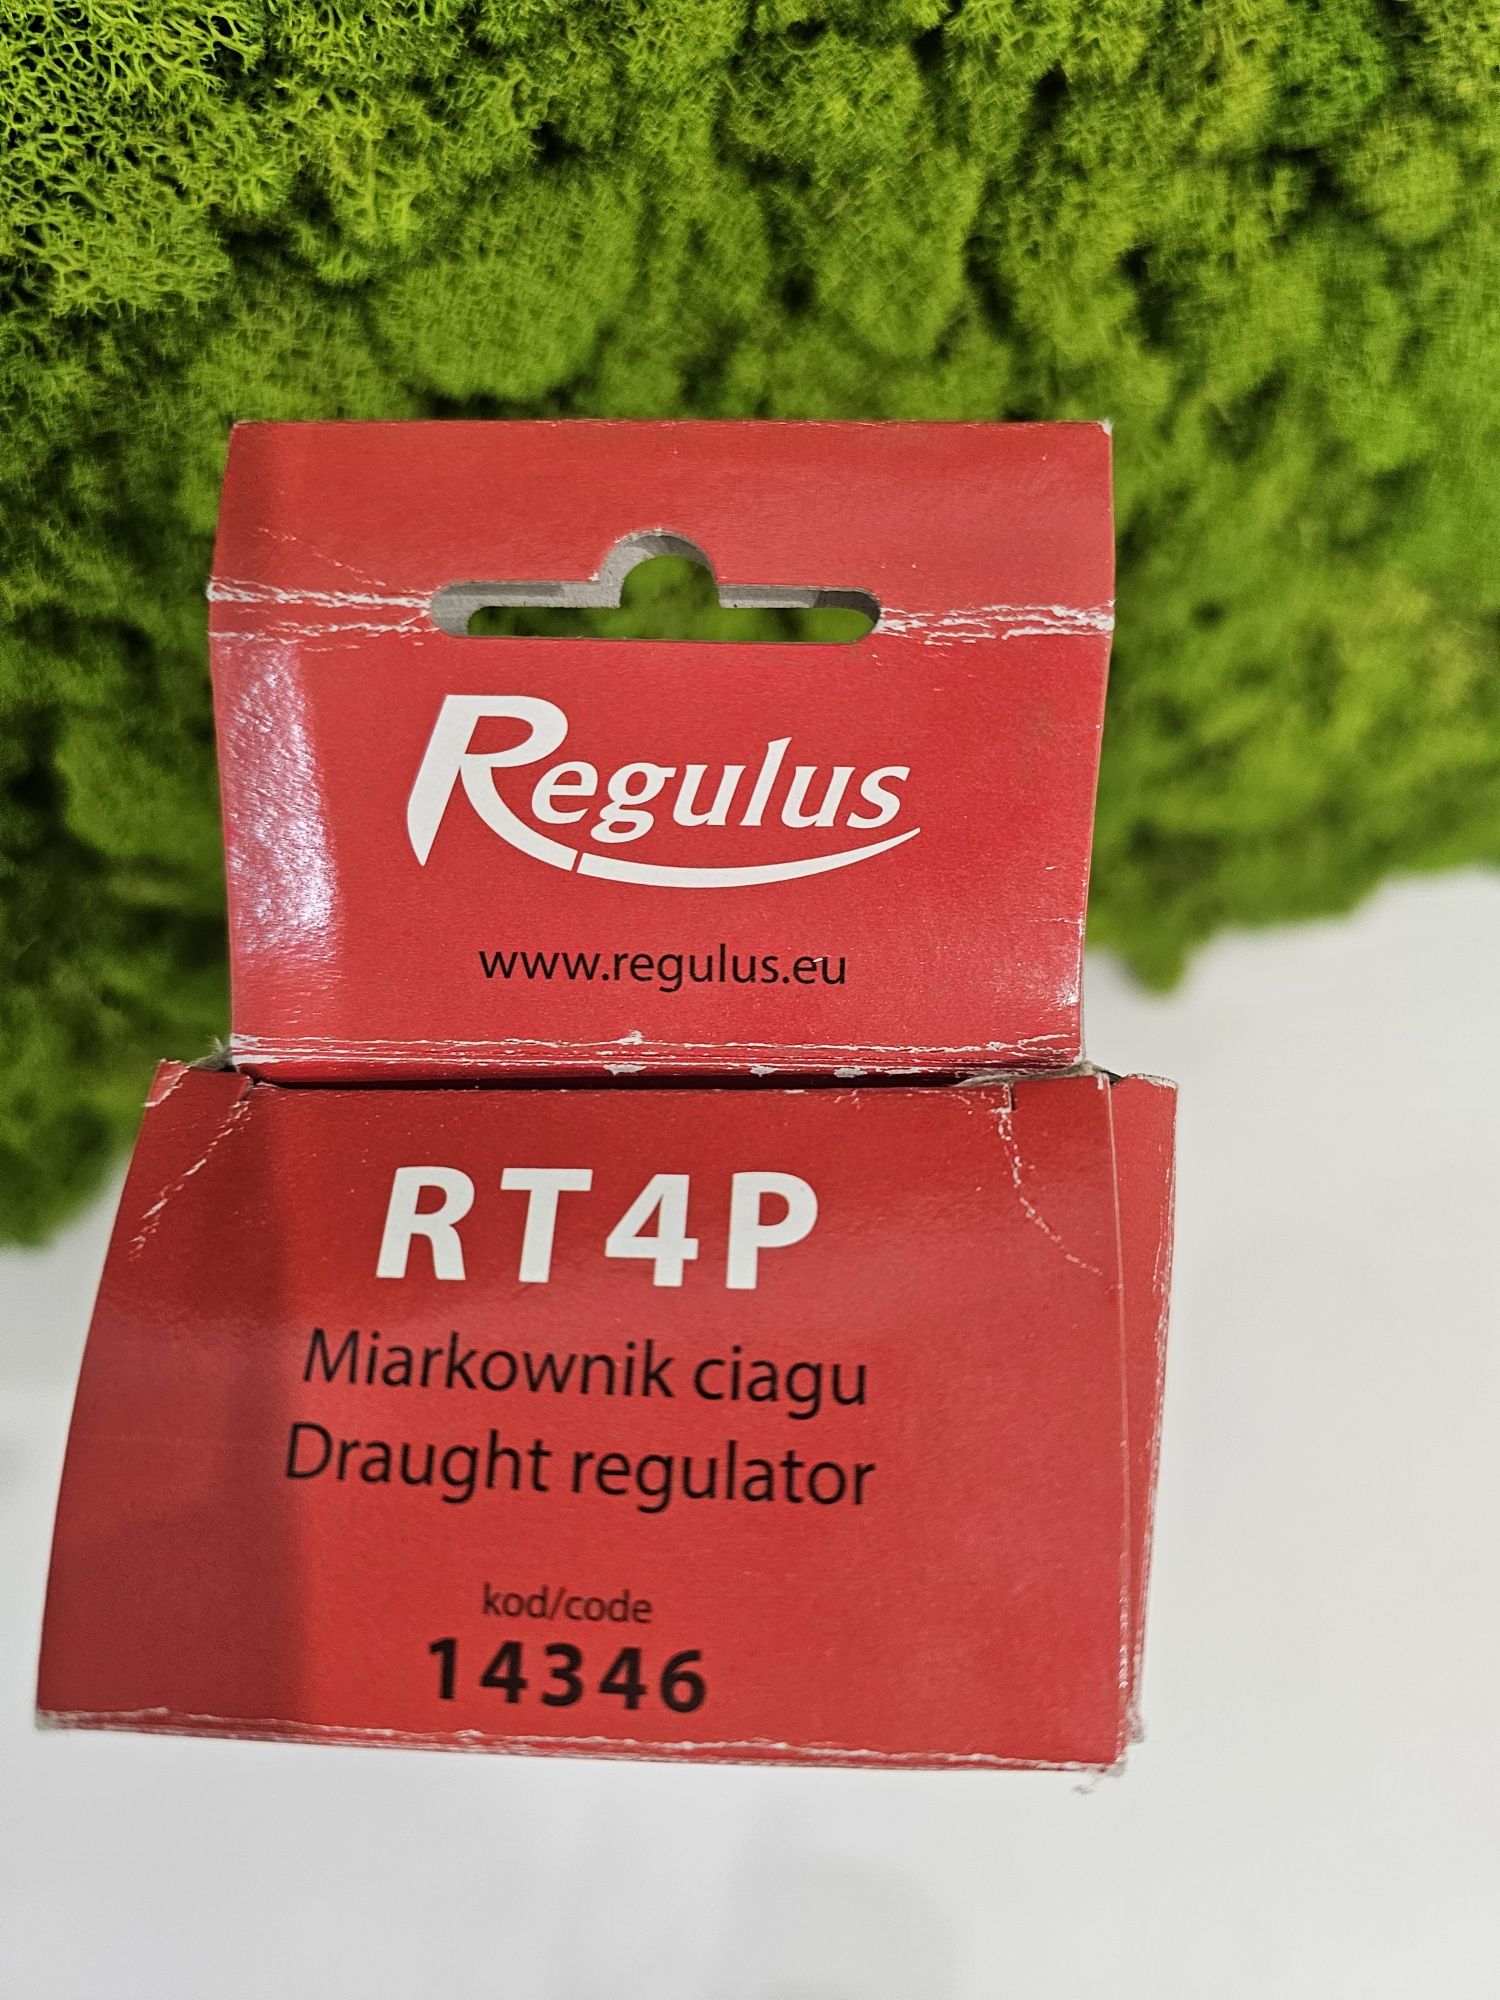 Regulus
www.regulus.eu
RT4P
Miarkownik ciagu
Draught regulator
kod/code
14346